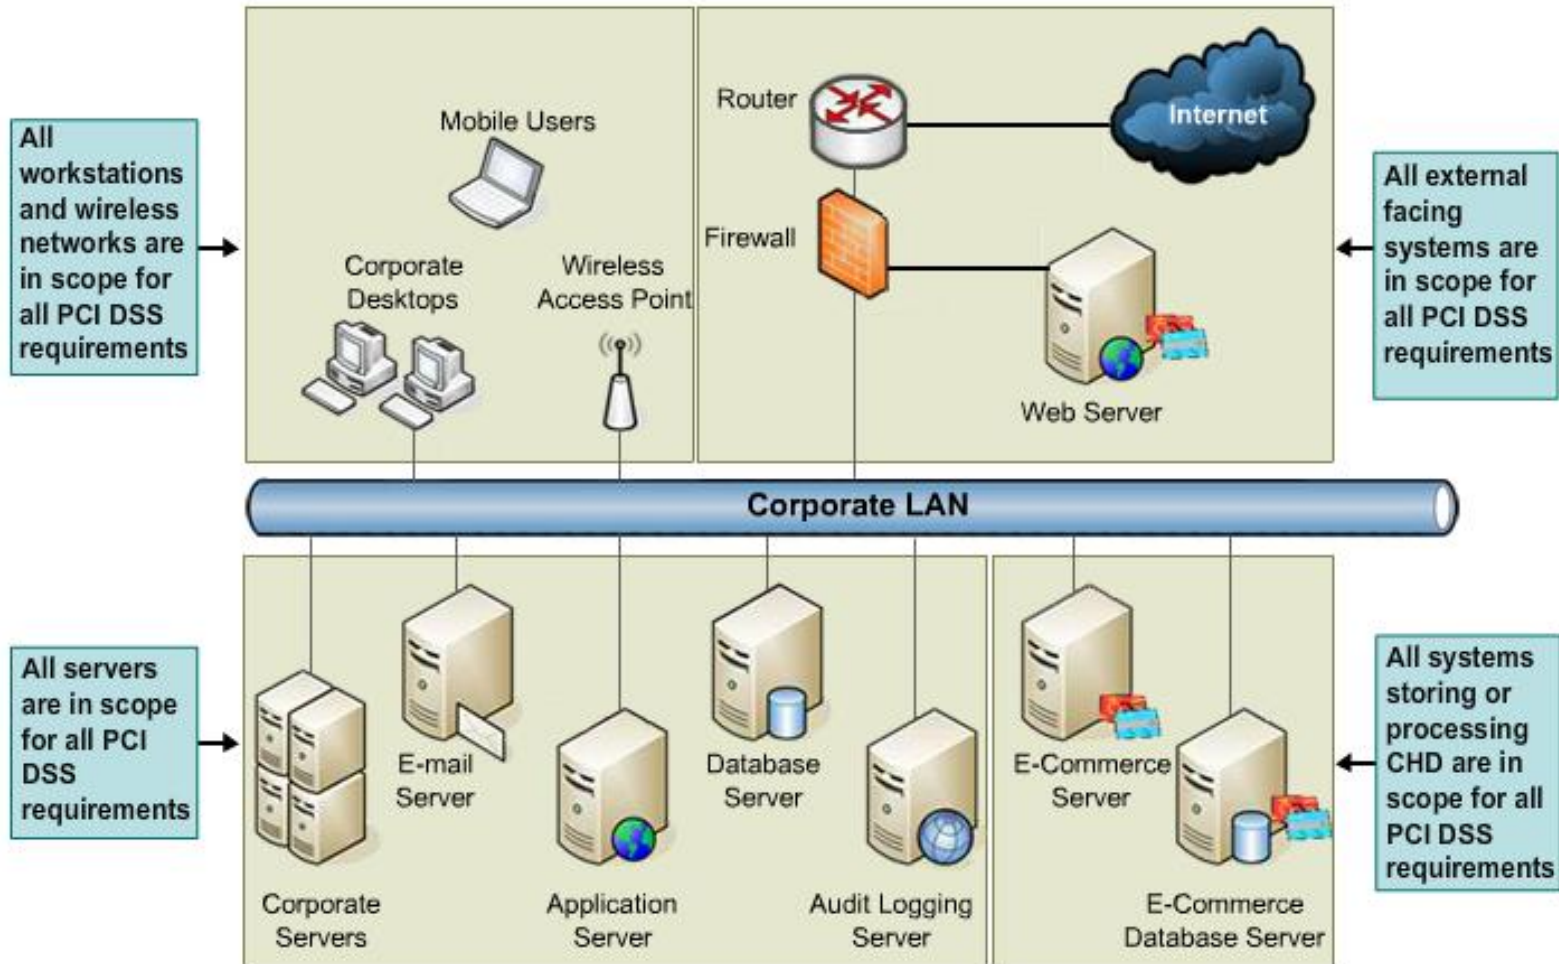 All
workstations
and wireless
networks are
in scope for
all PCI DSS
requirements
Mobile Users
Corporate
Desktops
Wireless
Access Point
Router
Internet
Firewall
Web Server
All external
facing
systems are
in scope for
all PCI DSS
requirements
Corporate LAN
All servers
are in scope
for all PCI
DSS
requirements
Corporate
Servers
E-mail
Server
Application
Server
Database
Server
Audit Logging
Server
E-Commerce
Server
E-Commerce
Database Server
All systems
storing or
processing
CHD are in
scope for all
PCI DSS
requirements